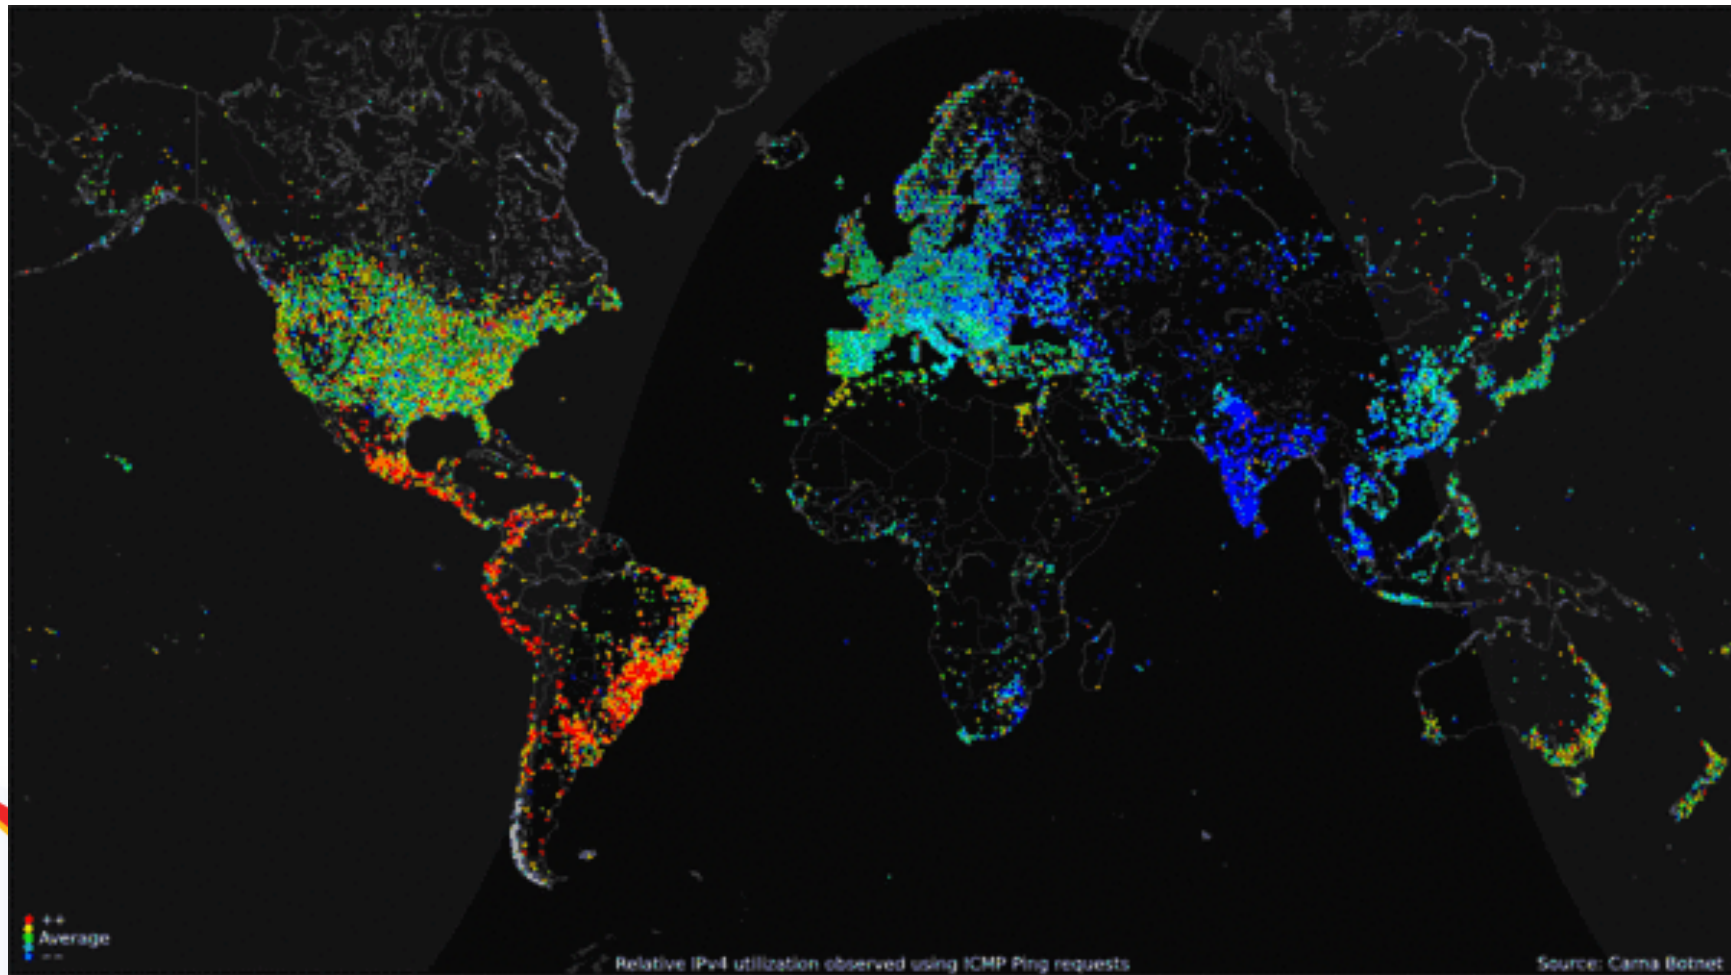 ++
Average
--
Relative IPv4 utilization observed using ICMP Ping requests
Source: Carna Botnet